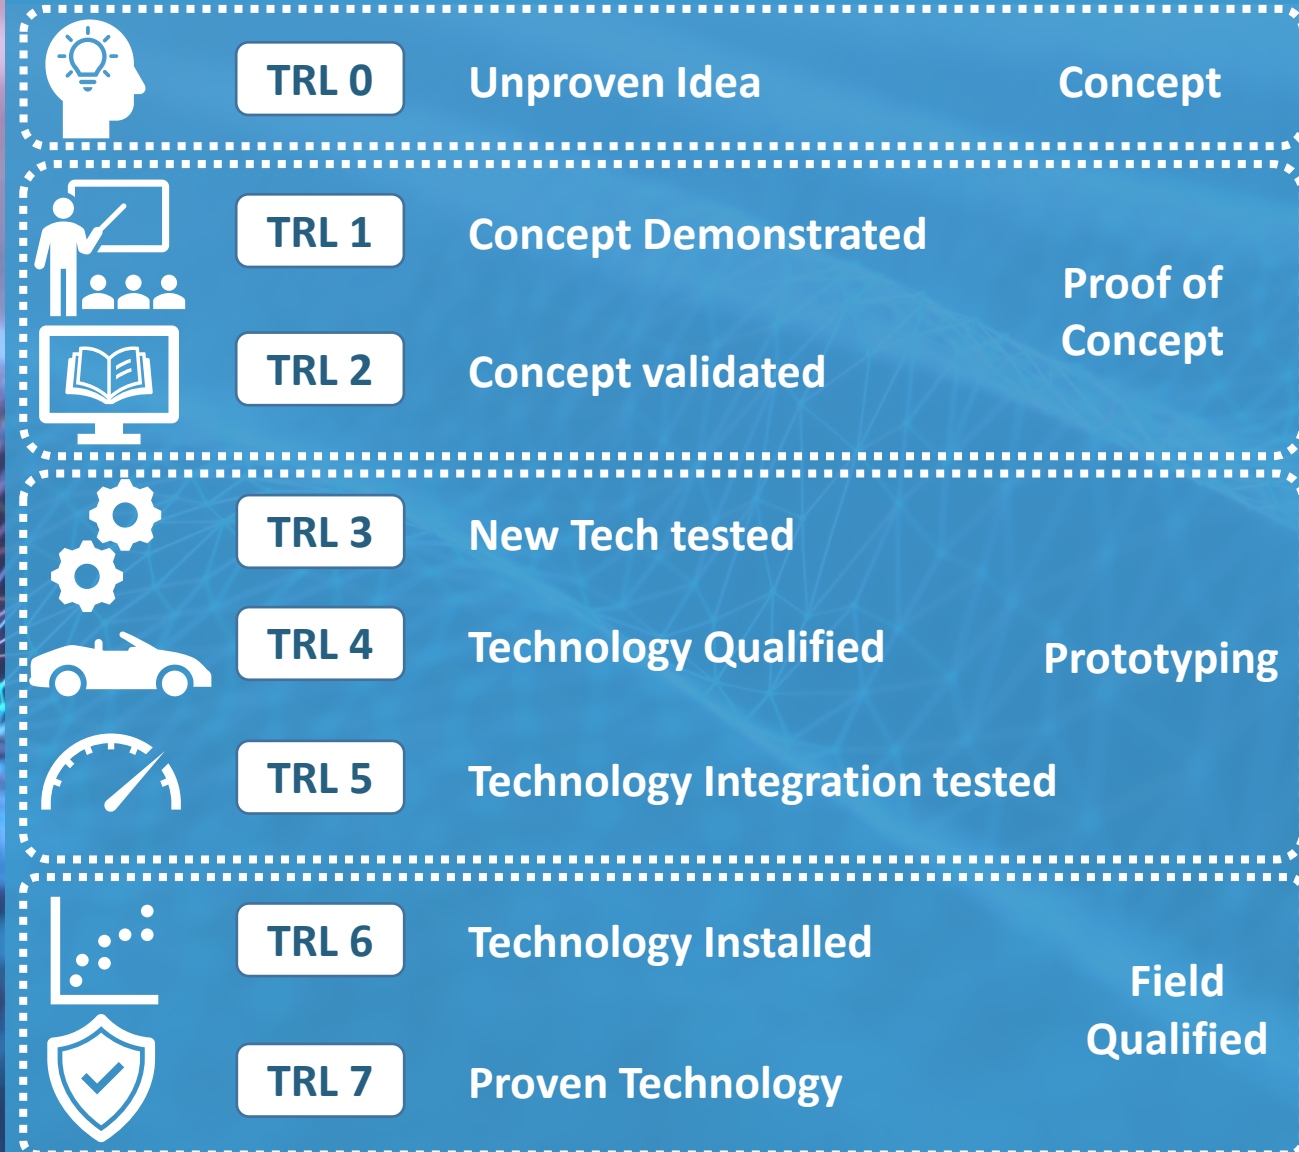 TRL 0 Unproven Idea Concept
TRL 1 Concept Demonstrated
Proof of
Concept
TRL 2 Concept validated
TRL 3 New Tech tested
TRL 4 Technology Qualified
Prototyping
TRL 5 Technology Integration tested
TRL 6 Technology Installed
Field
Qualified
TRL 7 Proven Technology